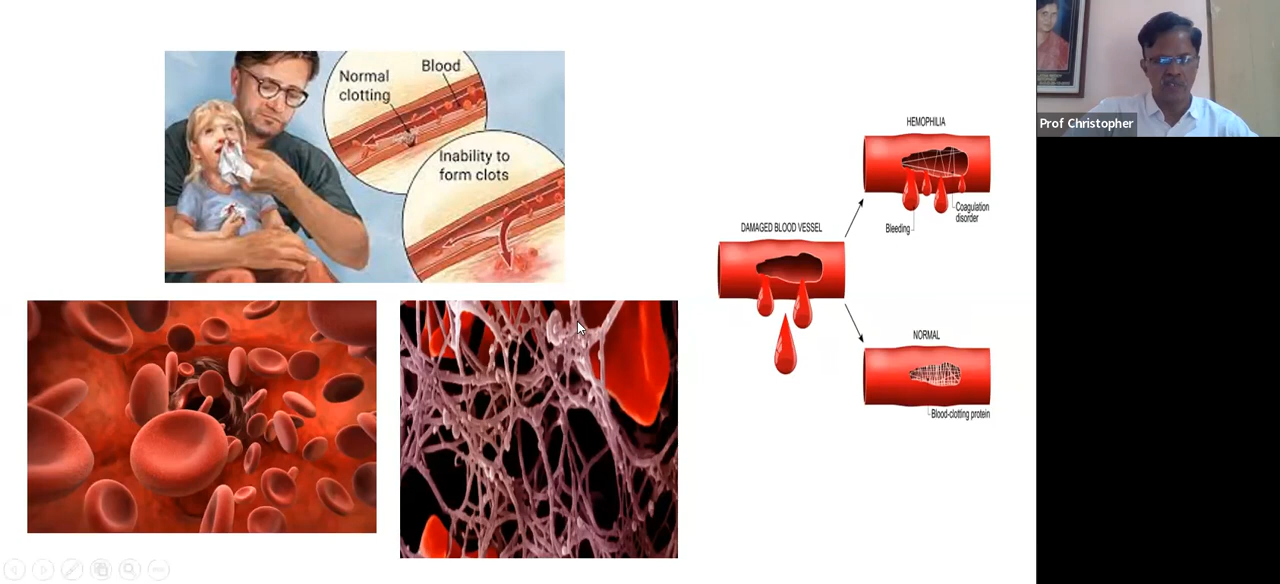 Normal
clotting
Blood
Inability to
form clots
HEMOPHILIA
Coagulation
disorder
Bleeding
DAMAGED BLOOD VESSEL
NORMAL
Blood-clotting protein
Prof Christopher